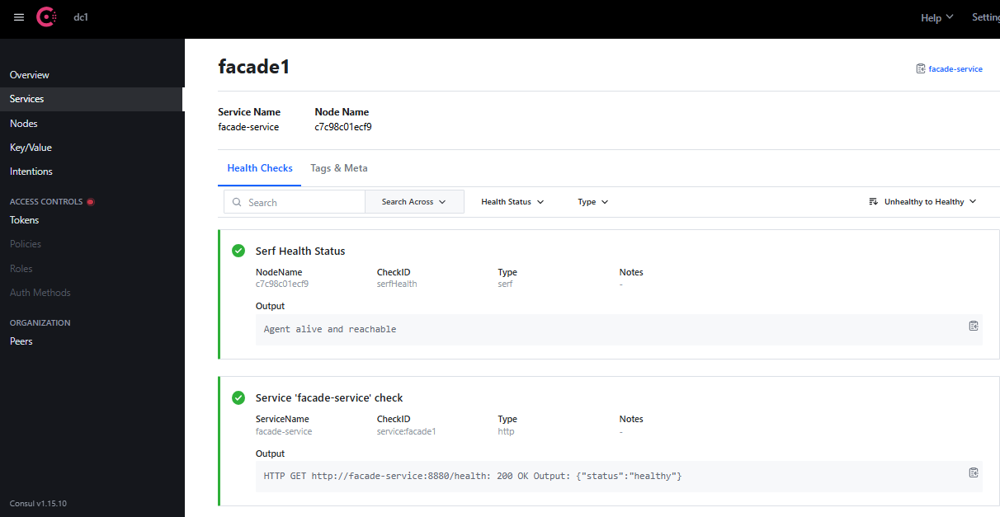 dc1
Help
Setting
Overview
Services
Nodes
Key/Value
Intentions
ACCESS CONTROLS
Tokens
Policies
Roles
Auth Methods
ORGANIZATION
Peers
Consul v1.15.10
facade1
facade-service
Service Name Node Name
facade-service c7c98c01ecf9
Health Checks Tags & Meta
Search Search Across Health Status Type Unhealthy to Healthy
Serf Health Status
NodeName CheckID Type Notes
c7c98c01ecf9 serfHealth serf -
Output
Agent alive and reachable
Service 'facade-service' check
ServiceName CheckID Type Notes
facade-service service:facade1 http -
Output
HTTP GET http://facade-service:8880/health: 200 OK Output: {"status":"healthy"}